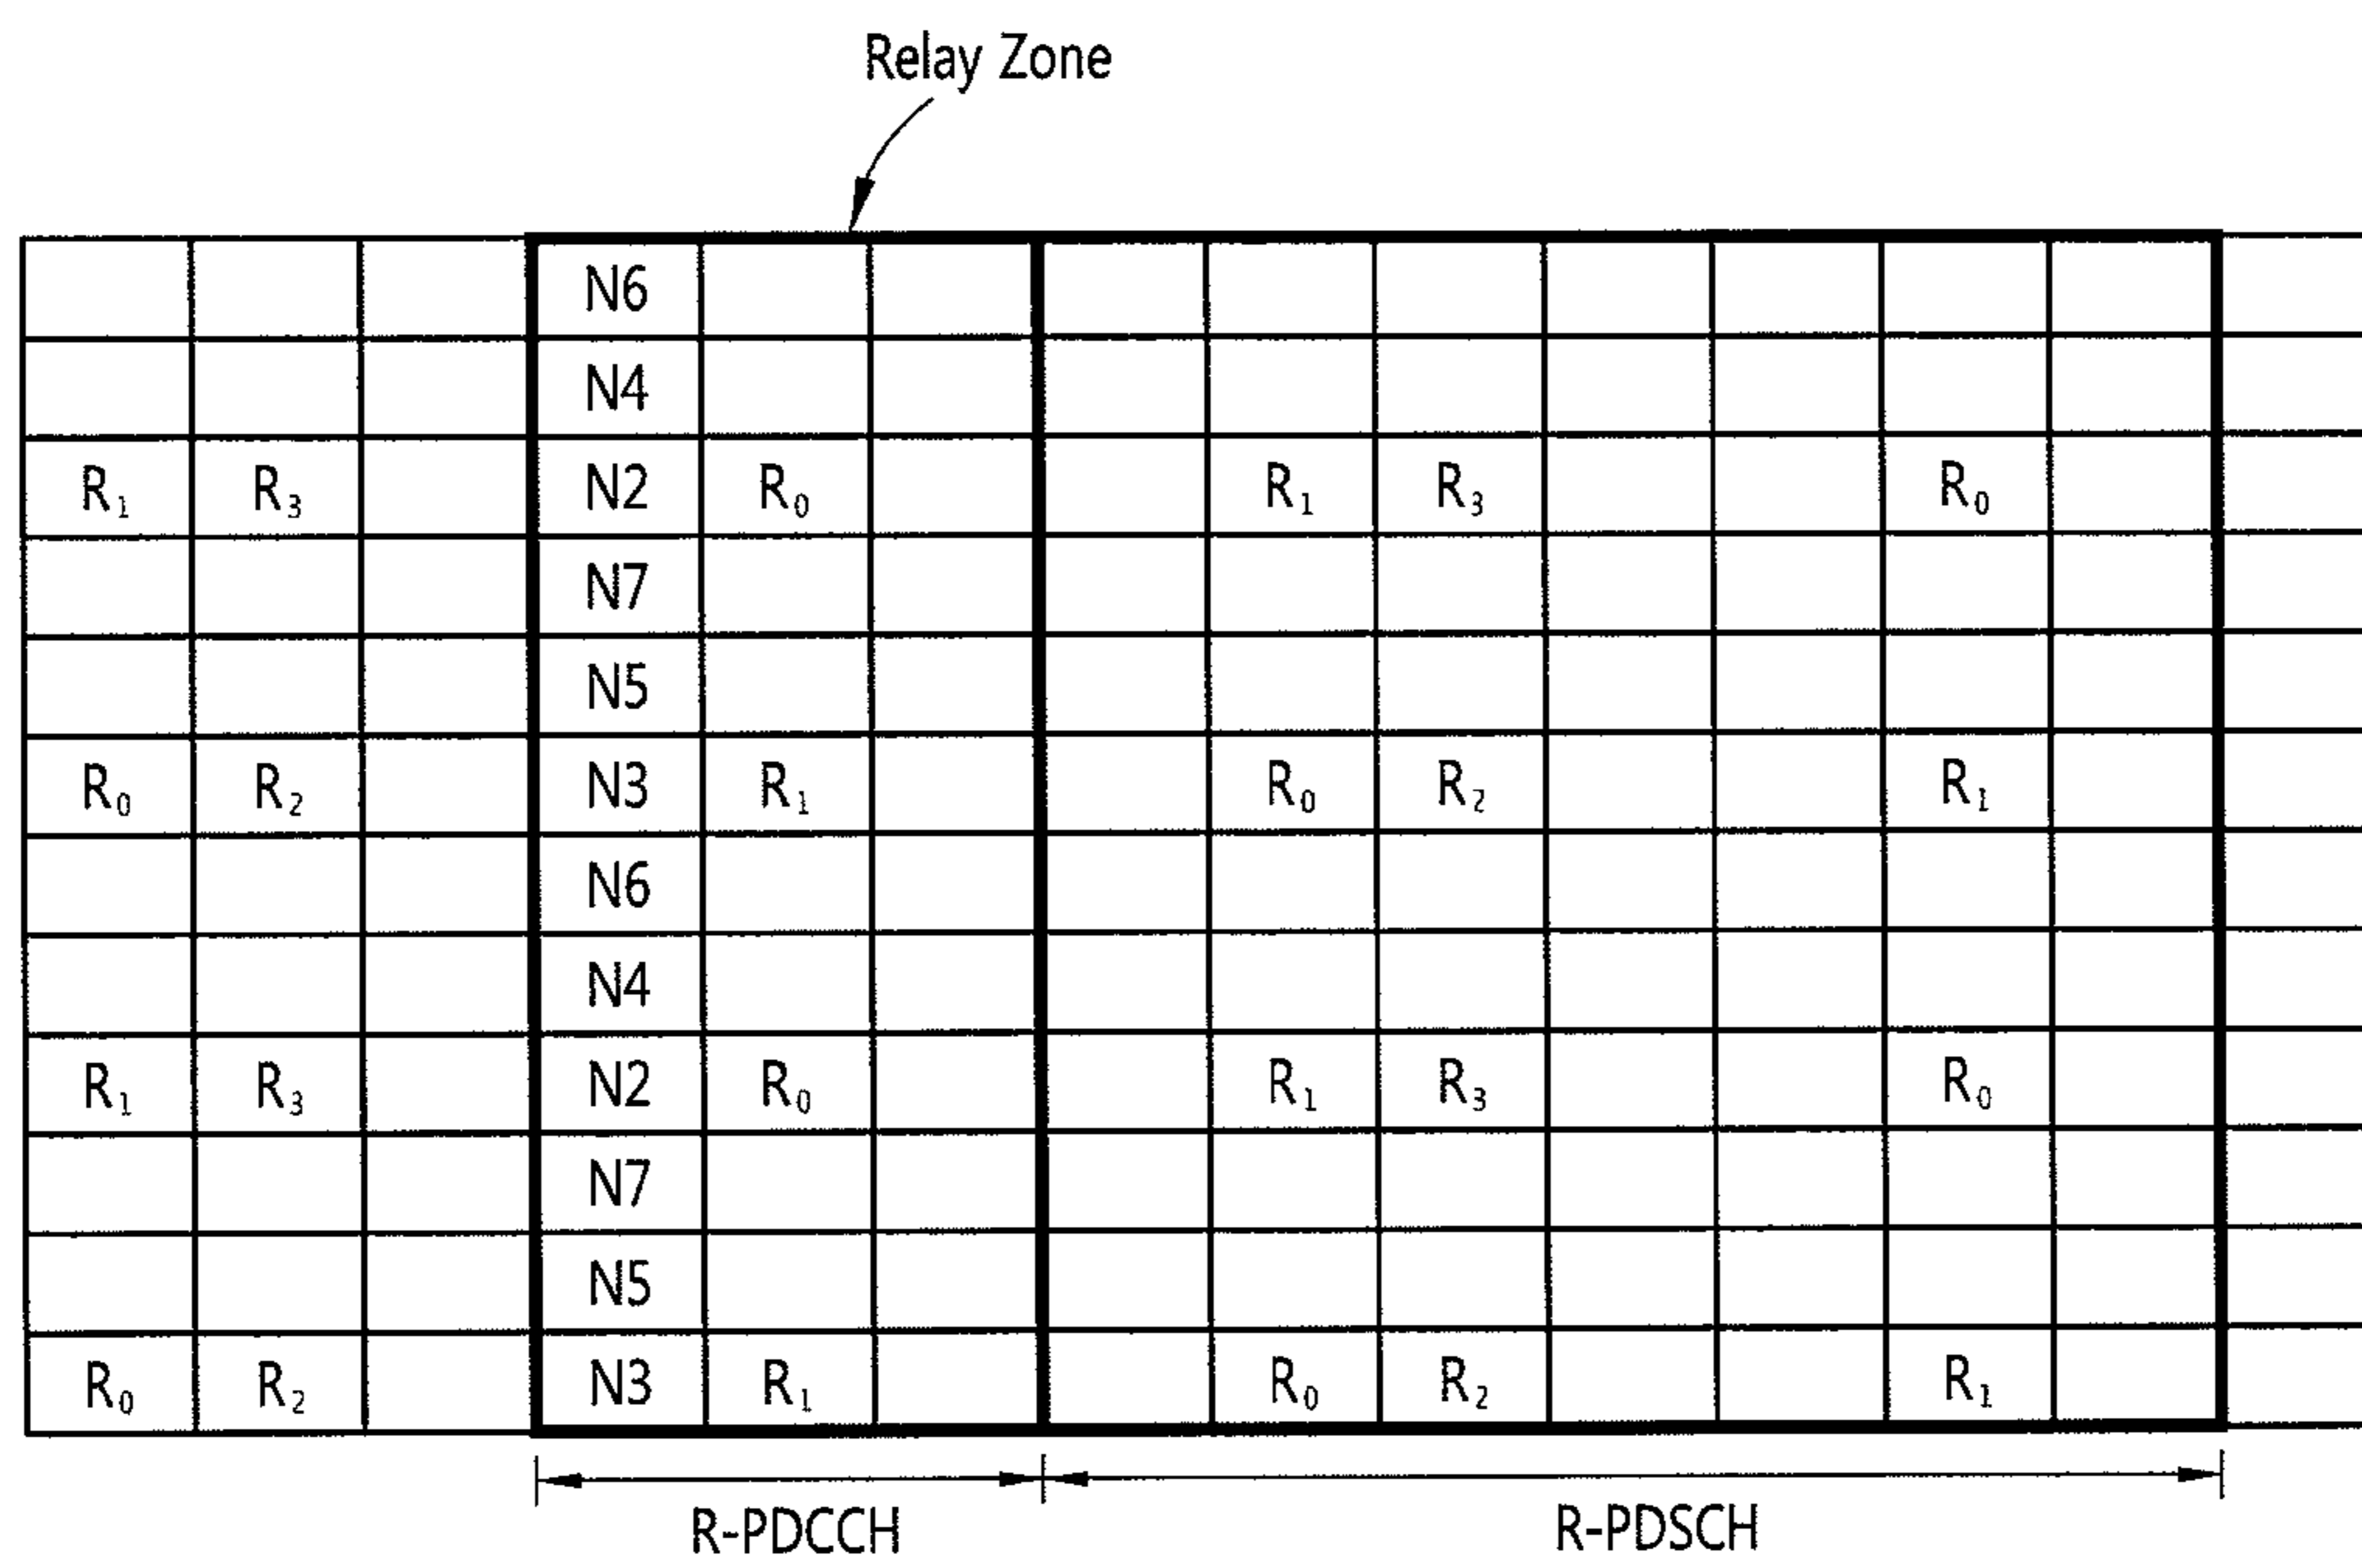 Relay Zone
N6
N4
R1 R3 N2 R0 R1 R3 R0
N7
N5
R0 R2 N3 R1 R0 R2 R1
N6
N4
R1 R3 N2 R0 R1 R3 R0
N7
N5
R0 R2 N3 R1 R0 R2 R1
R-PDCCH R-PDSCH